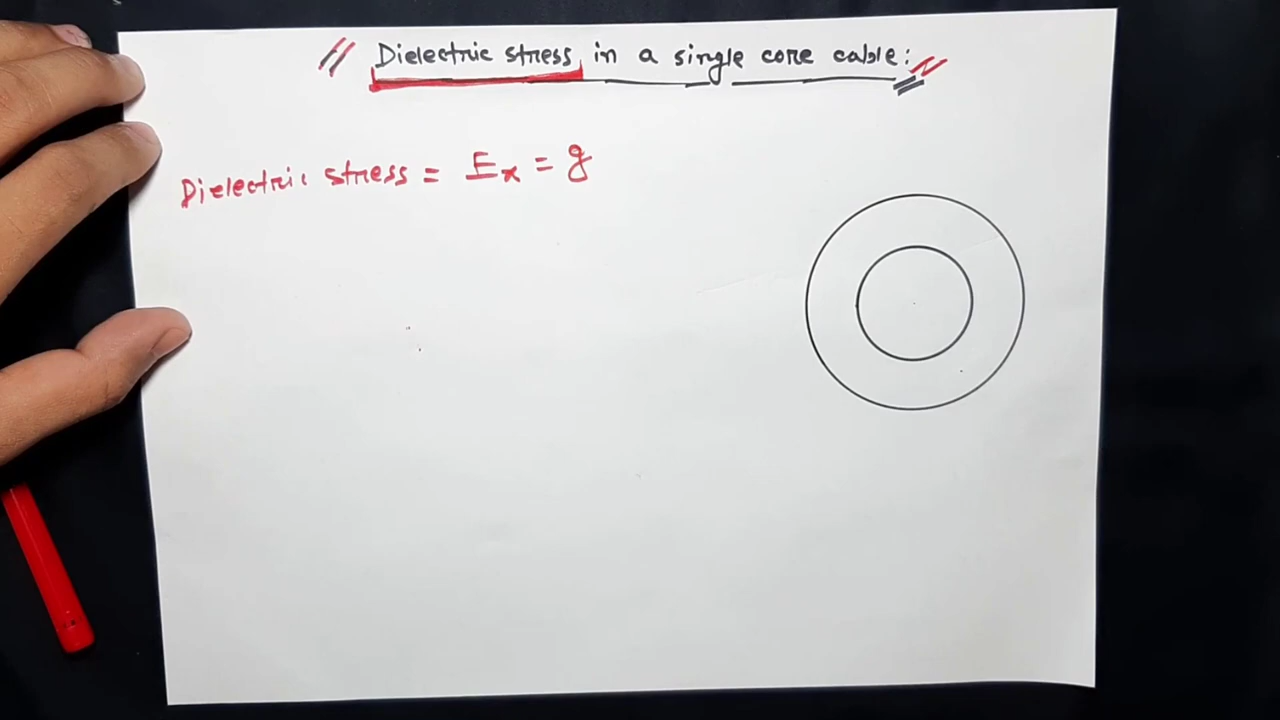 Dielectric stress in a single core cable:
Dielectric stress = Ex = g